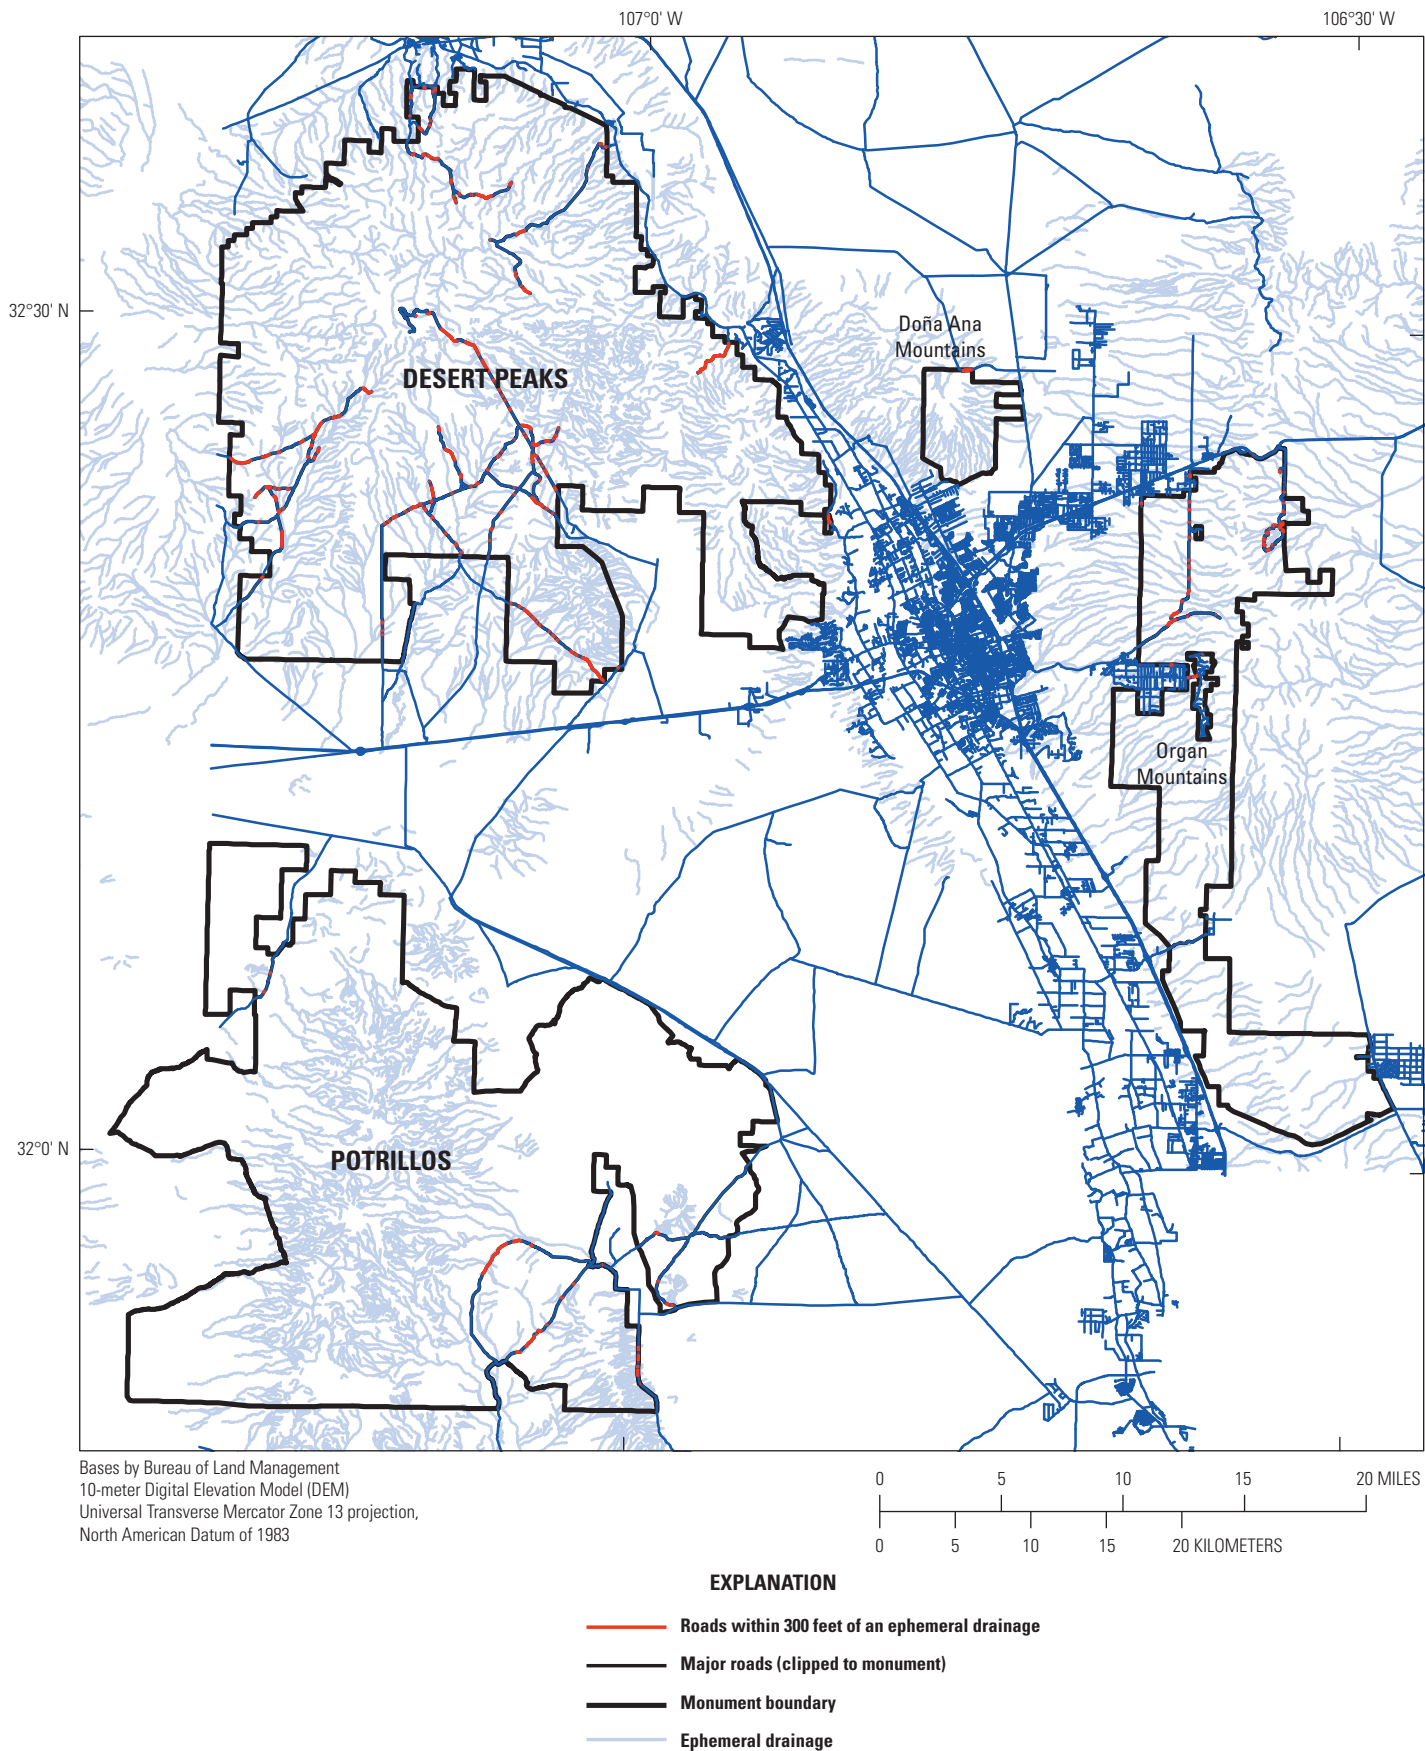 107°0' W
106°30' W
32°30' N
Doña Ana
Mountains
DESERT PEAKS
Organ
Mountains
32°0' N
POTRILLOS
Bases by Bureau of Land Management
10-meter Digital Elevation Model (DEM)
Universal Transverse Mercator Zone 13 projection,
North American Datum of 1983
0 5 10 15 20 MILES
0 5 10 15 20 KILOMETERS
EXPLANATION
Roads within 300 feet of an ephemeral drainage
Major roads (clipped to monument)
Monument boundary
Ephemeral drainage